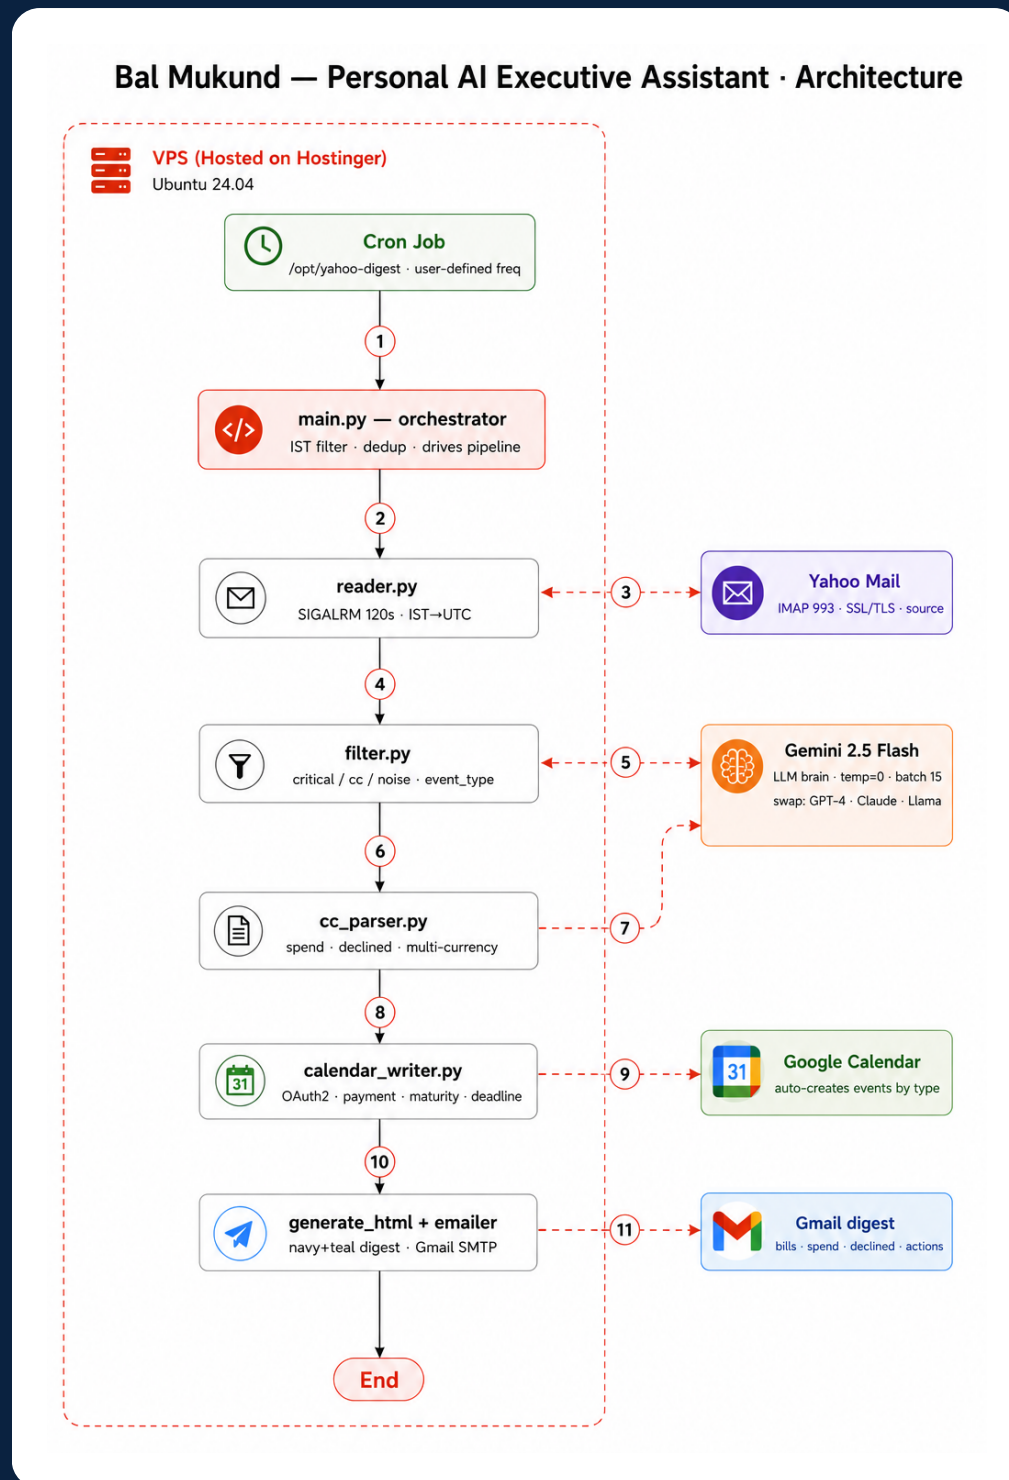 Bal Mukund — Personal AI Executive Assistant · Architecture
VPS (Hosted on Hostinger)
Ubuntu 24.04
Cron Job
/opt/yahoo-digest · user-defined freq
1
main.py — orchestrator
IST filter · dedup · drives pipeline
2
reader.py
SIGALRM 120s · IST→UTC
3
Yahoo Mail
IMAP 993 · SSL/TLS · source
4
filter.py
critical / cc / noise · event_type
5
Gemini 2.5 Flash
LLM brain · temp=0 · batch 15
swap: GPT-4 · Claude · Llama
6
cc_parser.py
spend · declined · multi-currency
7
8
31
calendar_writer.py
OAuth2 · payment · maturity · deadline
9
31
Google Calendar
auto-creates events by type
10
generate_html + emailer
navy+teal digest · Gmail SMTP
11
Gmail digest
bills · spend · declined · actions
End